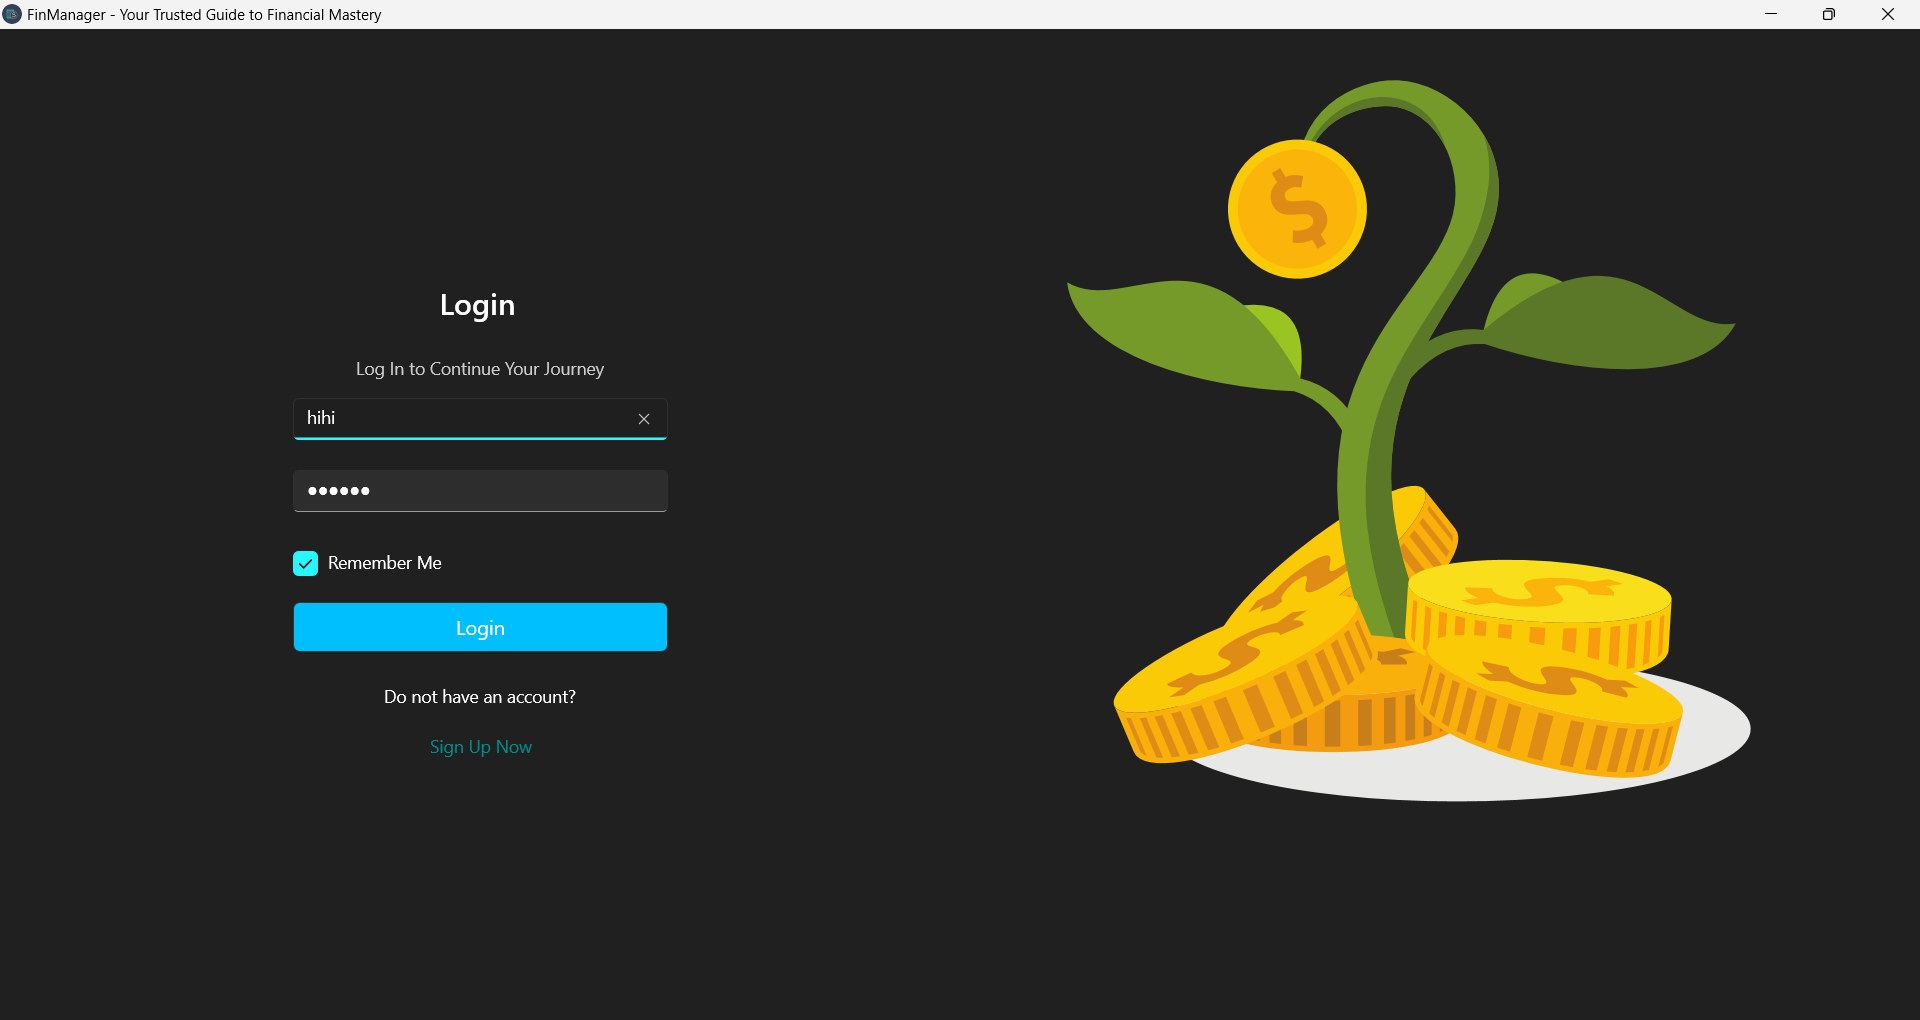 FinManager - Your Trusted Guide to Financial Mastery
Login
Log In to Continue Your Journey
hihi
●●●●●●
Remember Me
Login
Do not have an account?
Sign Up Now
$